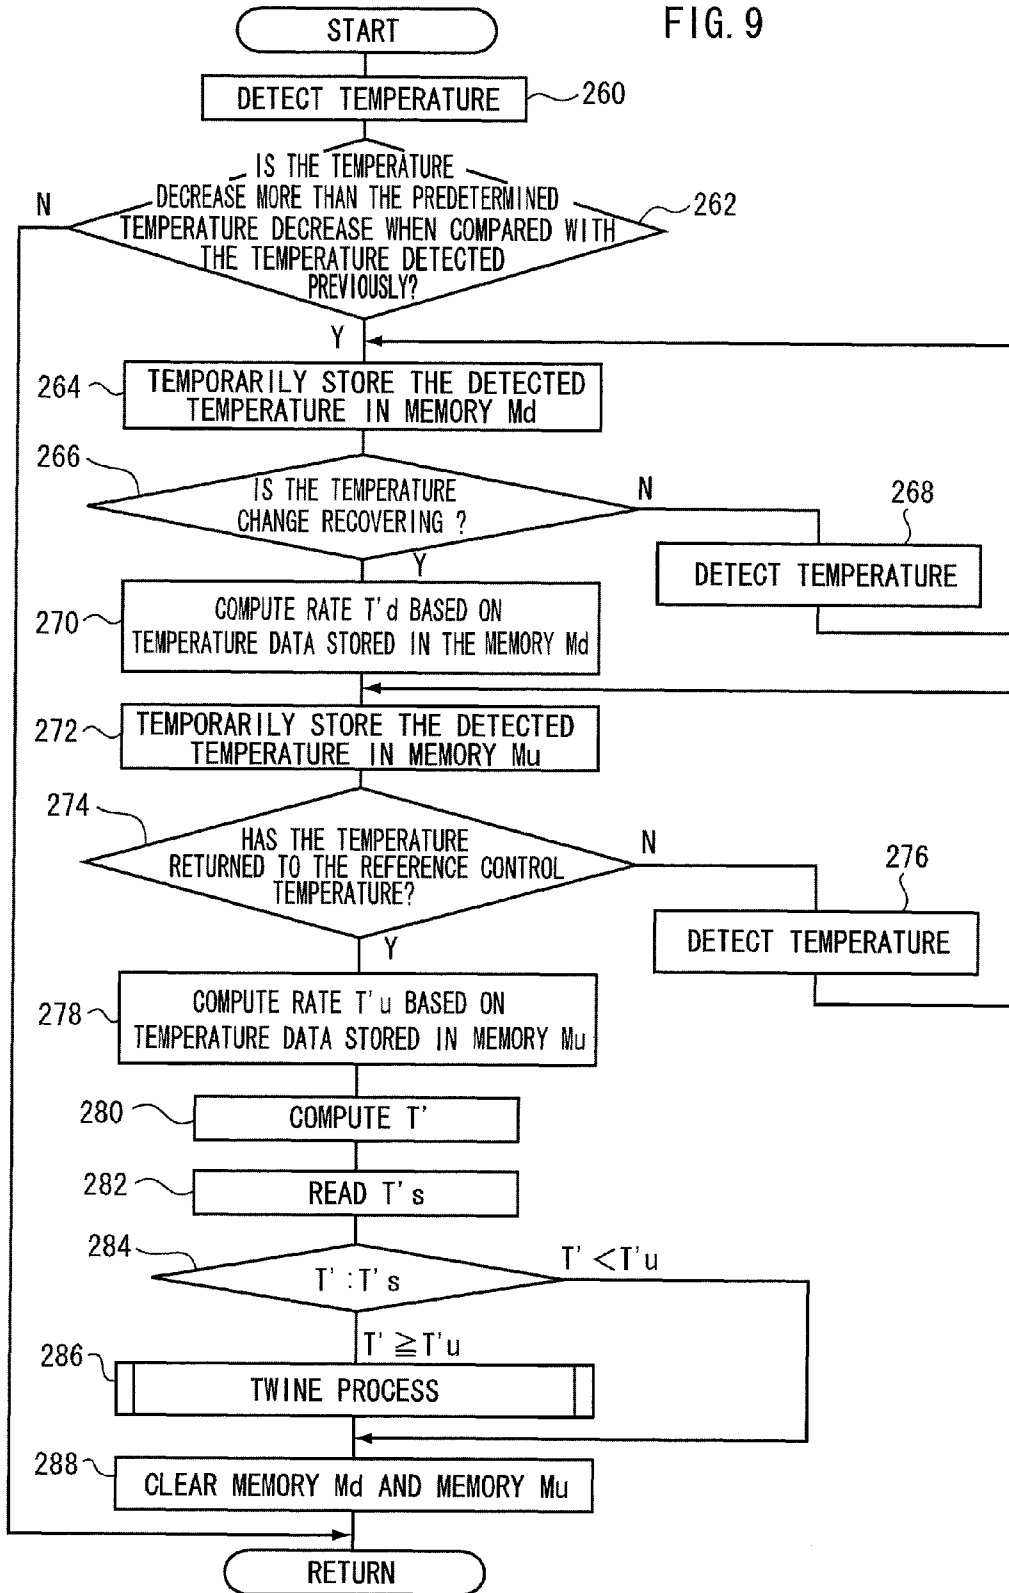 FIG. 9
START
DETECT TEMPERATURE
260
IS THE TEMPERATURE
DECREASE MORE THAN THE PREDETERMINED
TEMPERATURE DECREASE WHEN COMPARED WITH
THE TEMPERATURE DETECTED
PREVIOUSLY?
262
N
Y
264
TEMPORARILY STORE THE DETECTED
TEMPERATURE IN MEMORY Md
266
IS THE TEMPERATURE
CHANGE RECOVERING ?
N
268
DETECT TEMPERATURE
Y
270
COMPUTE RATE T'd BASED ON
TEMPERATURE DATA STORED IN THE MEMORY Md
272
TEMPORARILY STORE THE DETECTED
TEMPERATURE IN MEMORY Mu
274
HAS THE TEMPERATURE
RETURNED TO THE REFERENCE CONTROL
TEMPERATURE?
N
276
DETECT TEMPERATURE
Y
278
COMPUTE RATE T'u BASED ON
TEMPERATURE DATA STORED IN MEMORY Mu
280
COMPUTE T'
282
READ T's
284
T' : T's
T' <T'u
T' ≧T'u
286
TWINE PROCESS
288
CLEAR MEMORY Md AND MEMORY Mu
RETURN